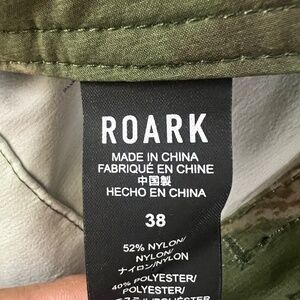 ROARK
MADE IN CHINA
FABRIQUÉ EN CHINE
中国製
HECHO EN CHINA
38
52% NYLON/
NYLON/
ナイロン/NYLON
40% POLYESTER/
POLYESTER/